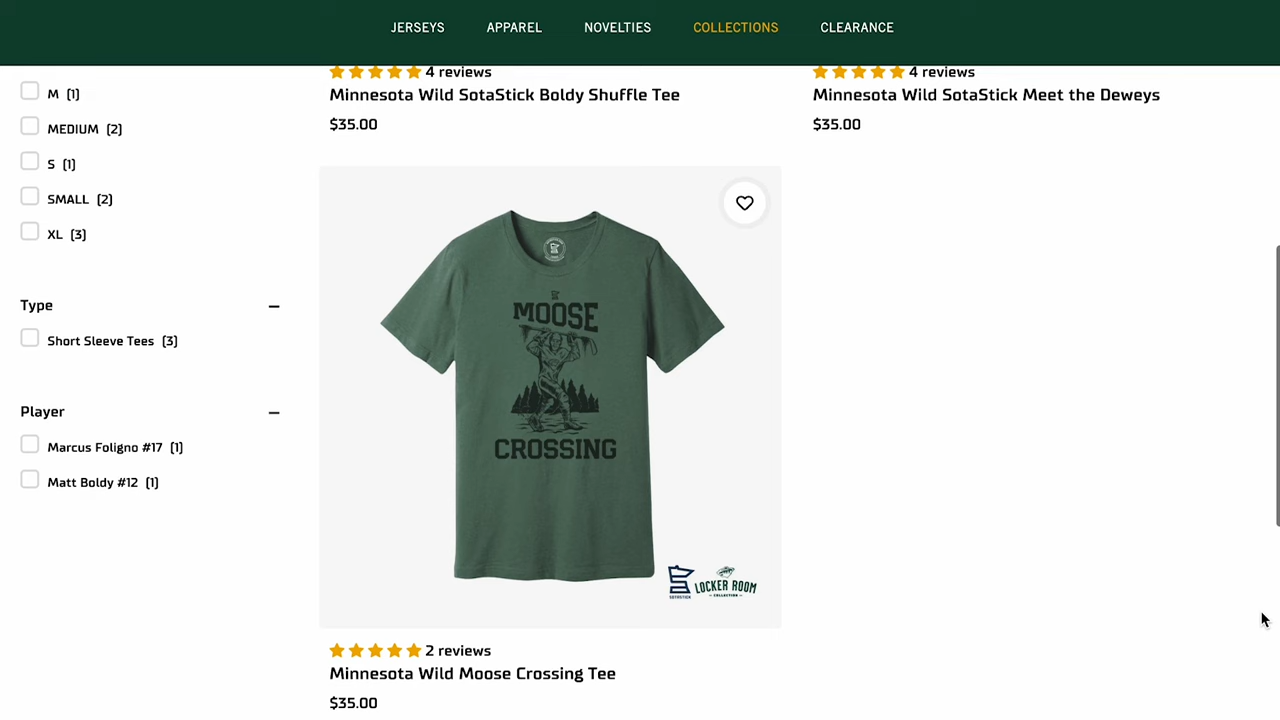 JERSEYS APPAREL NOVELTIES COLLECTIONS CLEARANCE
M [1]
MEDIUM [2]
S [1]
SMALL [2]
XL [3]
Type
Short Sleeve Tees [3]
Player
Marcus Foligno #17 [1]
Matt Boldy #12 [1]
4 reviews
Minnesota Wild SotaStick Boldy Shuffle Tee
$35.00
4 reviews
Minnesota Wild SotaStick Meet the Deweys
$35.00
MOOSE
CROSSING
SOTASTICK
LOCKER ROOM
COLLECTION
2 reviews
Minnesota Wild Moose Crossing Tee
$35.00